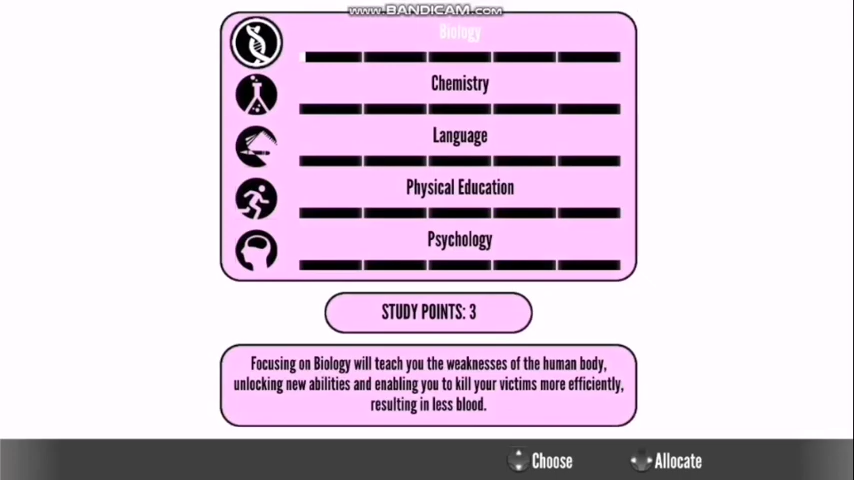 www.BANDICAM.com
Biology
Chemistry
Language
Physical Education
Psychology
STUDY POINTS: 3
Focusing on Biology will teach you the weaknesses of the human body,
unlocking new abilities and enabling you to kill your victims more efficiently,
resulting in less blood.
Choose
Allocate